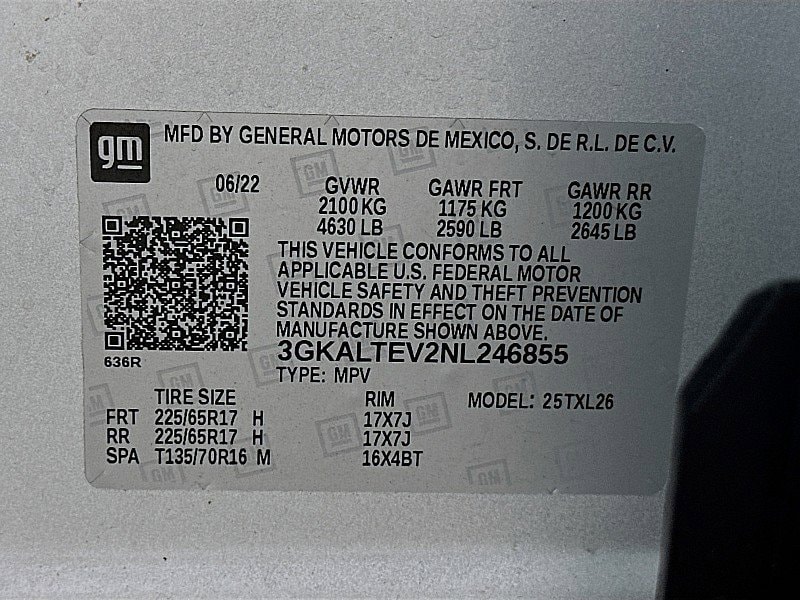 gm MFD BY GENERAL MOTORS DE MEXICO, S. DE R.L. DE C.V.
06/22 GVWR GAWR FRT GAWR RR
2100 KG 1175 KG 1200 KG
4630 LB 2590 LB 2645 LB
THIS VEHICLE CONFORMS TO ALL
APPLICABLE U.S. FEDERAL MOTOR
VEHICLE SAFETY AND THEFT PREVENTION
STANDARDS IN EFFECT ON THE DATE OF
MANUFACTURE SHOWN ABOVE.
3GKALTEV2NL246855
636R
TYPE: MPV
TIRE SIZE RIM MODEL: 25TXL26
FRT 225/65R17 H 17X7J
RR 225/65R17 H 17X7J
SPA T135/70R16 M 16X4BT